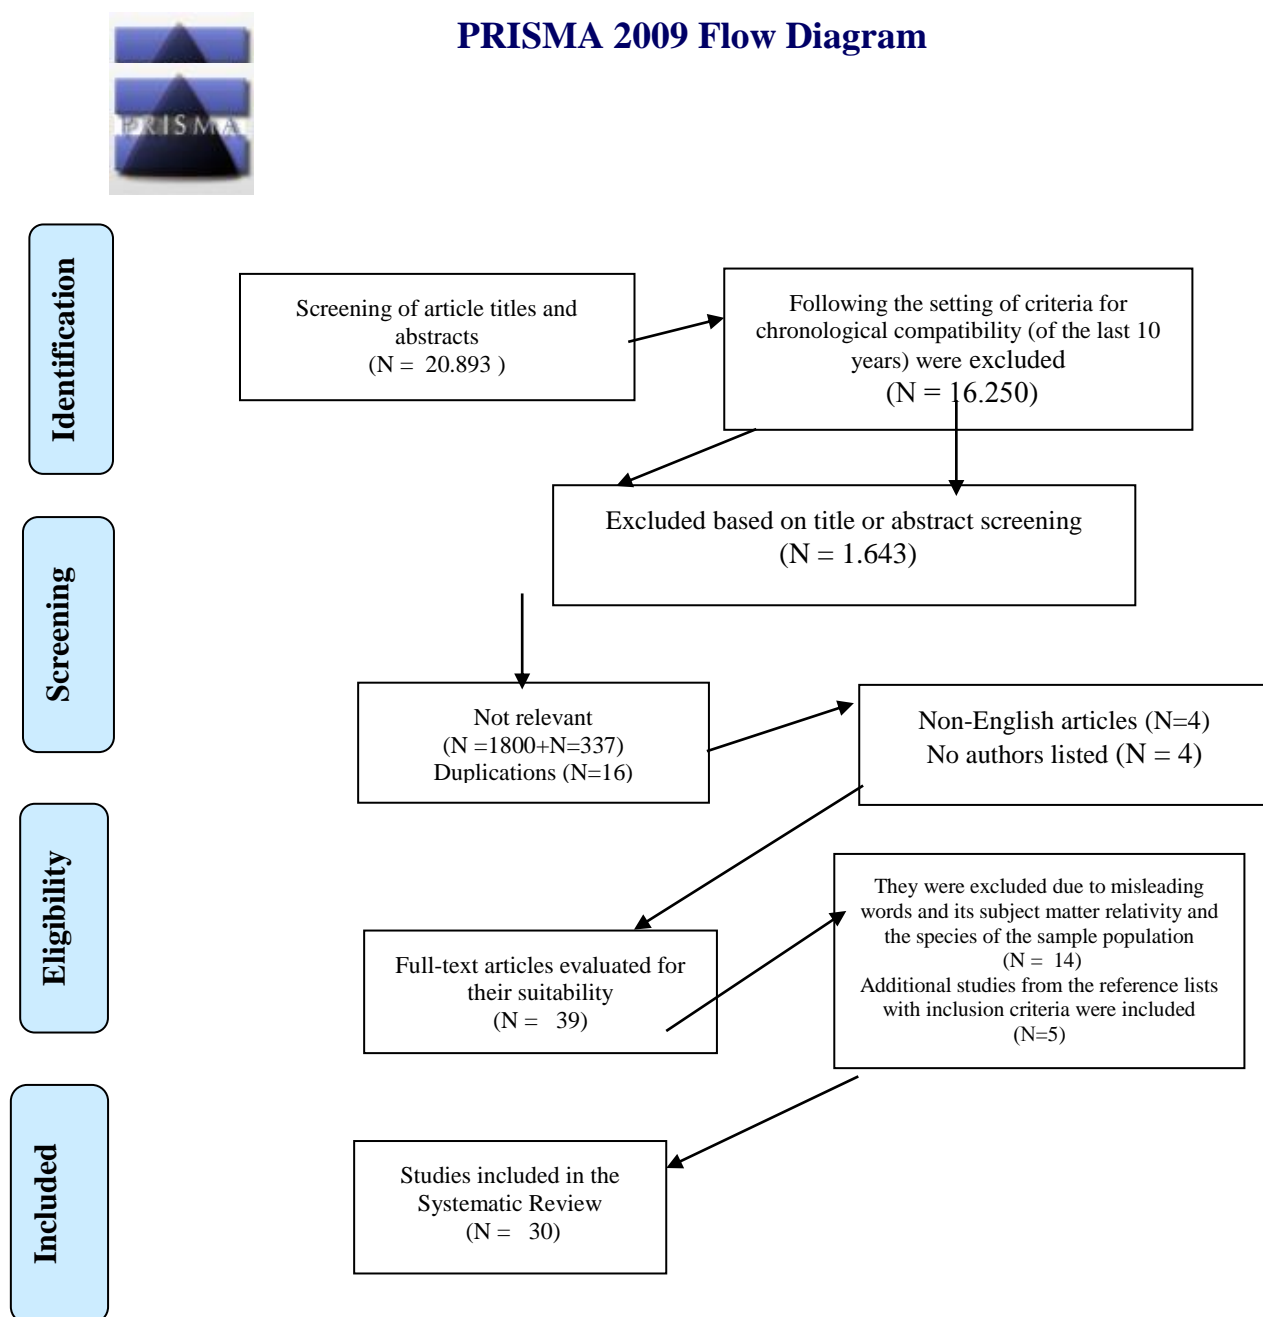 PRISMA 2009 Flow Diagram
PRISMA
Identification
Screening of article titles and
abstracts
(N = 20.893 )
Following the setting of criteria for
chronological compatibility (of the last 10
years) were excluded
(N = 16.250)
Excluded based on title or abstract screening
(N = 1.643)
Screening
Not relevant
(N =1800+N=337)
Duplications (N=16)
Non-English articles (N=4)
No authors listed (N = 4)
Eligibility
Full-text articles evaluated for
their suitability
(N = 39)
They were excluded due to misleading
words and its subject matter relativity and
the species of the sample population
(N = 14)
Additional studies from the reference lists
with inclusion criteria were included
(N=5)
Included
Studies included in the
Systematic Review
(N = 30)